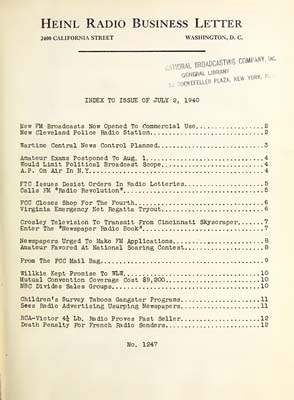 HEINL RADIO BUSINESS LETTER
2400 CALIFORNIA STREET WASHINGTON, D. C.
NATIONAL BROADCASTING COMPANY, INC.
GENERAL LIBRARY
30 ROCKEFELLER PLAZA, NEW YORK, N. Y.
INDEX TO ISSUE OF JULY 2, 1940
New FM Broadcasts Now Opened To Commercial Use..................2
New Cleveland Police Radio Station..............................2
Wartime Central News Control Planned............................3
Amateur Exams Postponed To Aug. 1...............................4
Would Limit Political Broadcast Scope...........................4
A.P. On Air In N.Y..............................................4
FTC Issues Desist Orders In Radio Lotteries.....................5
Calls FM "Radio Revolution".....................................5
FCC Closes Shop For The Fourth..................................6
Virginia Emergency Net Regatta Tryout...........................6
Crosley Television To Transmit From Cincinnati Skyscraper.......7
Enter The "Newspaper Radio Book"................................7
Newspapers Urged To Make FM Applications........................8
Amateur Favored At National Soaring Contest.....................8
From The FCC Mail Bag...........................................9
Willkie Kept Promise To WLW....................................10
Mutual Convention Coverage Cost $9,200.........................10
NBC Divides Sales Groups.......................................10
Children's Survey Taboos Gangster Programs.....................11
Sees Radio Advertising Usurping Newspapers.....................11
RCA-Victor 4½ Lb. Radio Proves Fast Seller.....................12
Death Penalty For French Radio Senders.........................12
No. 1247